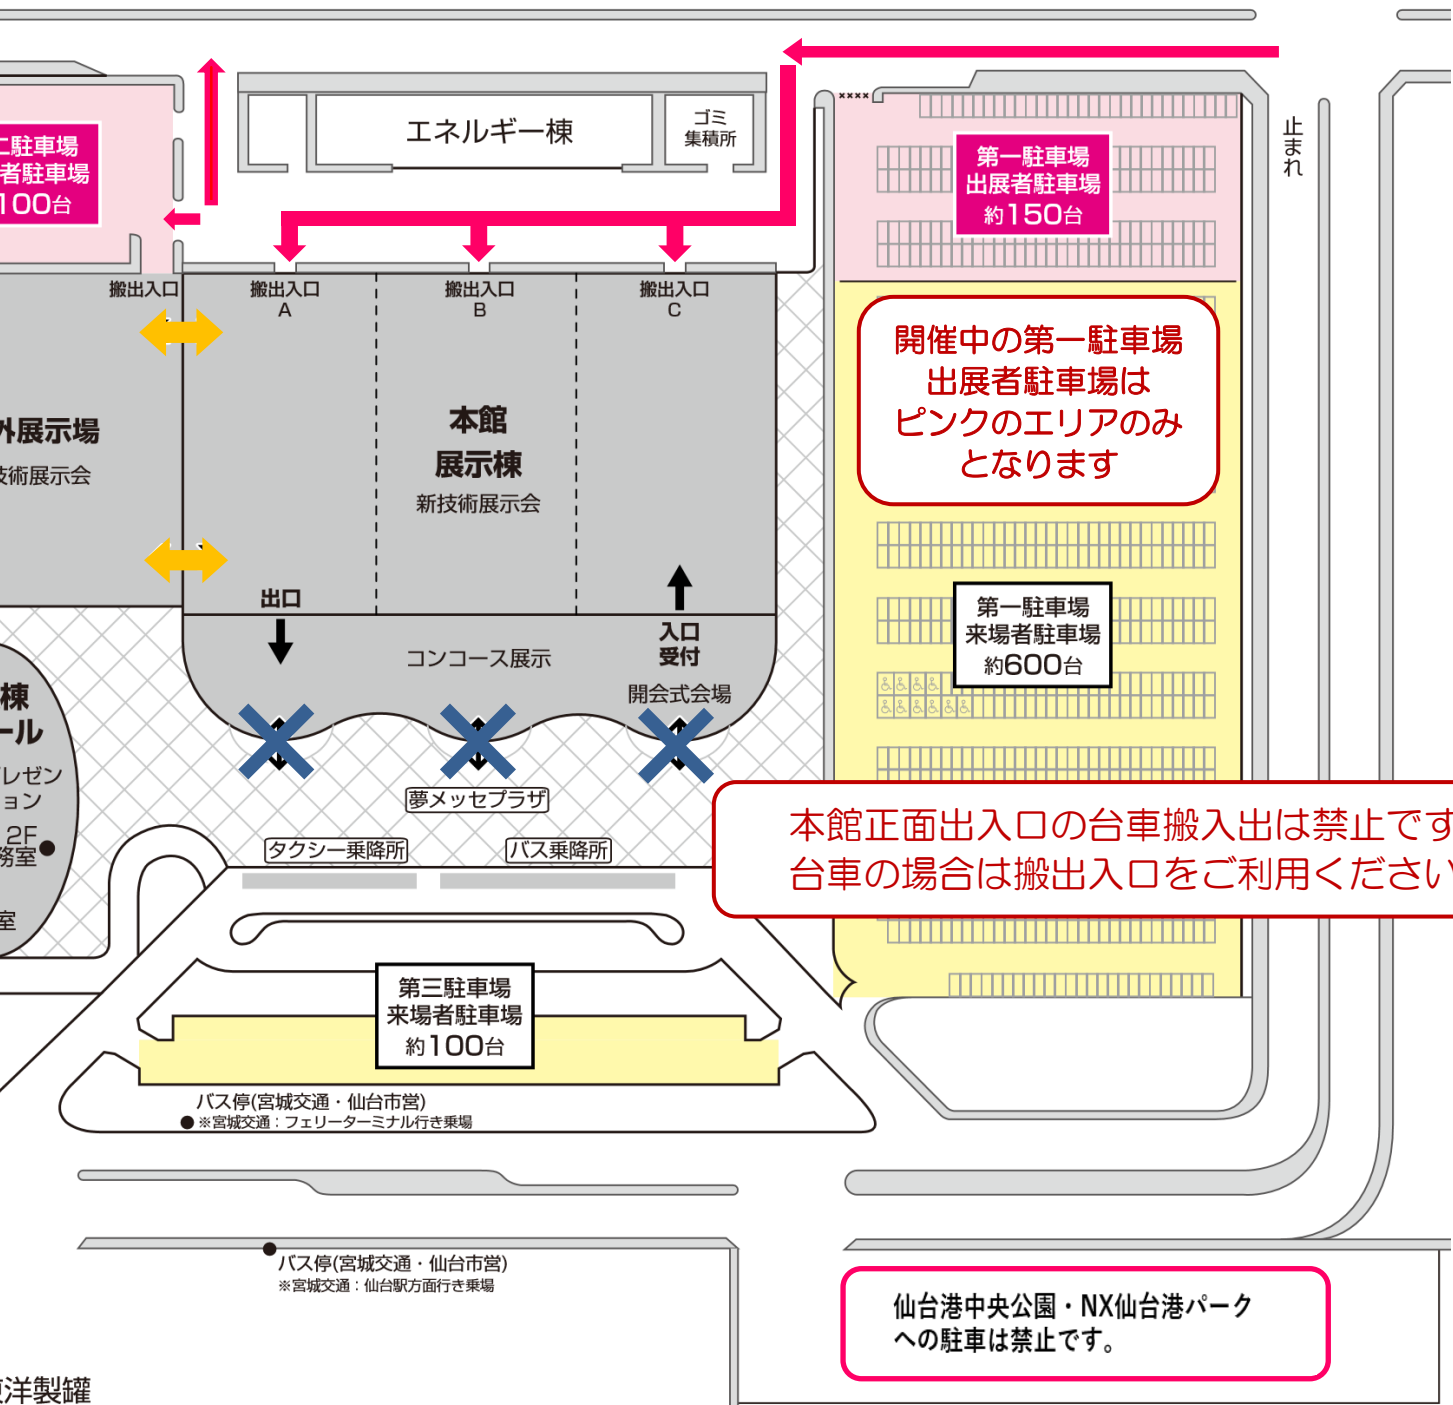 エネルギー棟
ゴミ
集積所
止まれ
駐車場
者駐車場
100台
第一駐車場
出展者駐車場
約150台
搬出入口
搬出入口
A
搬出入口
B
搬出入口
C
開催中の第一駐車場
出展者駐車場は
ピンクのエリアのみ
となります
外展示場
技術展示会
本館
展示棟
新技術展示会
出口
入口
受付
コンコース展示
開会式会場
第一駐車場
来場者駐車場
約600台
棟
ール
レゼン
ョン
2F
務室
室
夢メッセプラザ
タクシー乗降所
バス乗降所
本館正面出入口の台車搬入出は禁止です
台車の場合は搬出入口をご利用ください
第三駐車場
来場者駐車場
約100台
バス停(宮城交通・仙台市営)
※宮城交通：フェリーターミナル行き乗場
バス停(宮城交通・仙台市営)
※宮城交通：仙台駅方面行き乗場
仙台港中央公園・NX仙台港パーク
への駐車は禁止です。
洋製罐